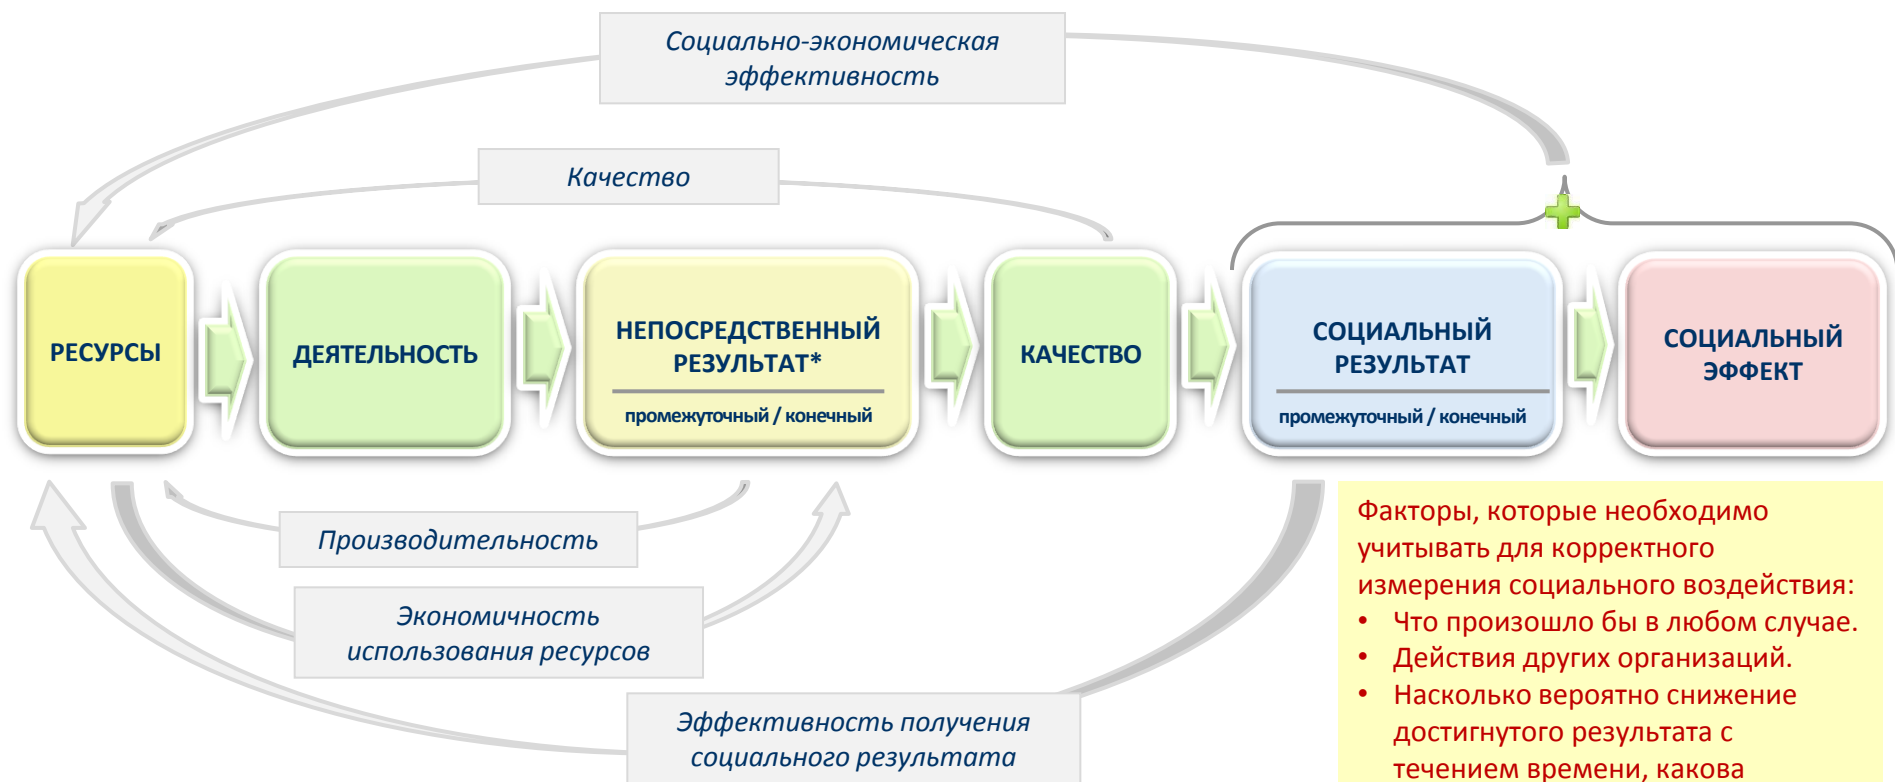 Социально-экономическая
эффективность
Качество
РЕСУРСЫ
ДЕЯТЕЛЬНОСТЬ
НЕПОСРЕДСТВЕННЫЙ
РЕЗУЛЬТАТ*
промежуточный / конечный
КАЧЕСТВО
СОЦИАЛЬНЫЙ
РЕЗУЛЬТАТ
промежуточный / конечный
СОЦИАЛЬНЫЙ
ЭФФЕКТ
Производительность
Экономичность
использования ресурсов
Эффективность получения
социального результата
Факторы, которые необходимо
учитывать для корректного
измерения социального воздействия:
• Что произошло бы в любом случае.
• Действия других организаций.
• Насколько вероятно снижение
достигнутого результата с
течением времени, какова